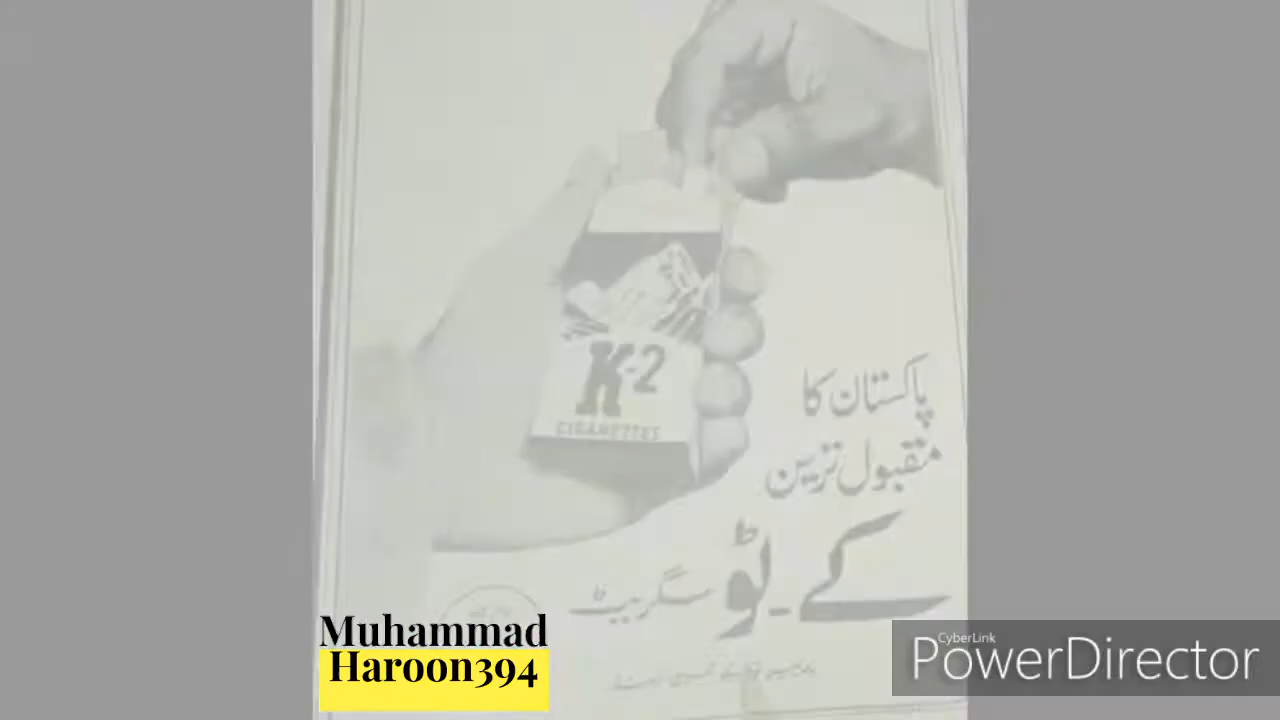 K-2
CIGARETTES
پاکستان کا
مقبول ترین
کے-ٹو سگریٹ
Muhammad
Haroon394
CyberLink
PowerDirector